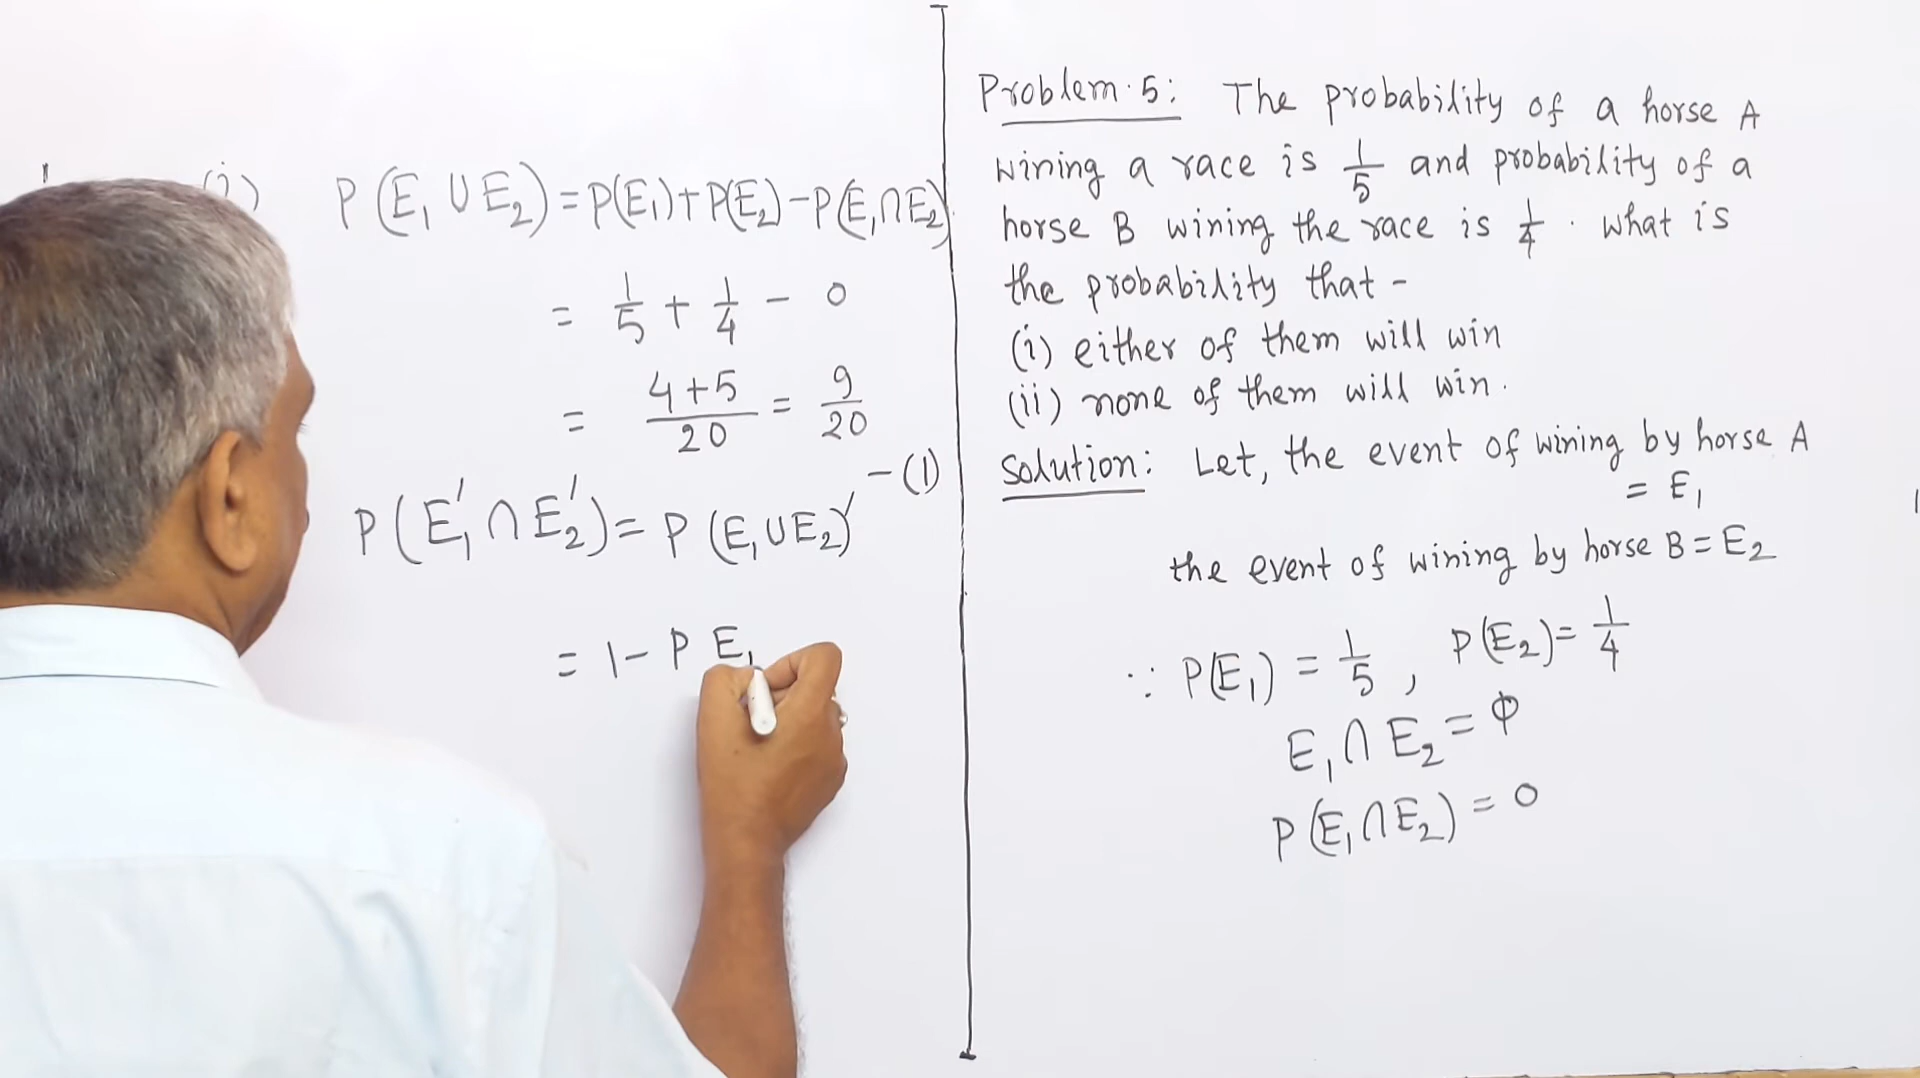 (i) P(E₁ ∪ E₂) = P(E₁) + P(E₂) - P(E₁ ∩ E₂)
= 1/5 + 1/4 - 0
= (4+5)/20 = 9/20
- (1)
P(E₁' ∩ E₂') = P(E₁ ∪ E₂)'
= 1 - P E₁
Problem.5: The probability of a horse A
wining a race is 1/5 and probability of a
horse B wining the race is 1/4. what is
the probability that -
(i) either of them will win
(ii) none of them will win.
Solution: Let, the event of wining by horse A
= E₁
the event of wining by horse B = E₂
∵ P(E₁) = 1/5, P(E₂) = 1/4
E₁ ∩ E₂ = Φ
P(E₁ ∩ E₂) = 0